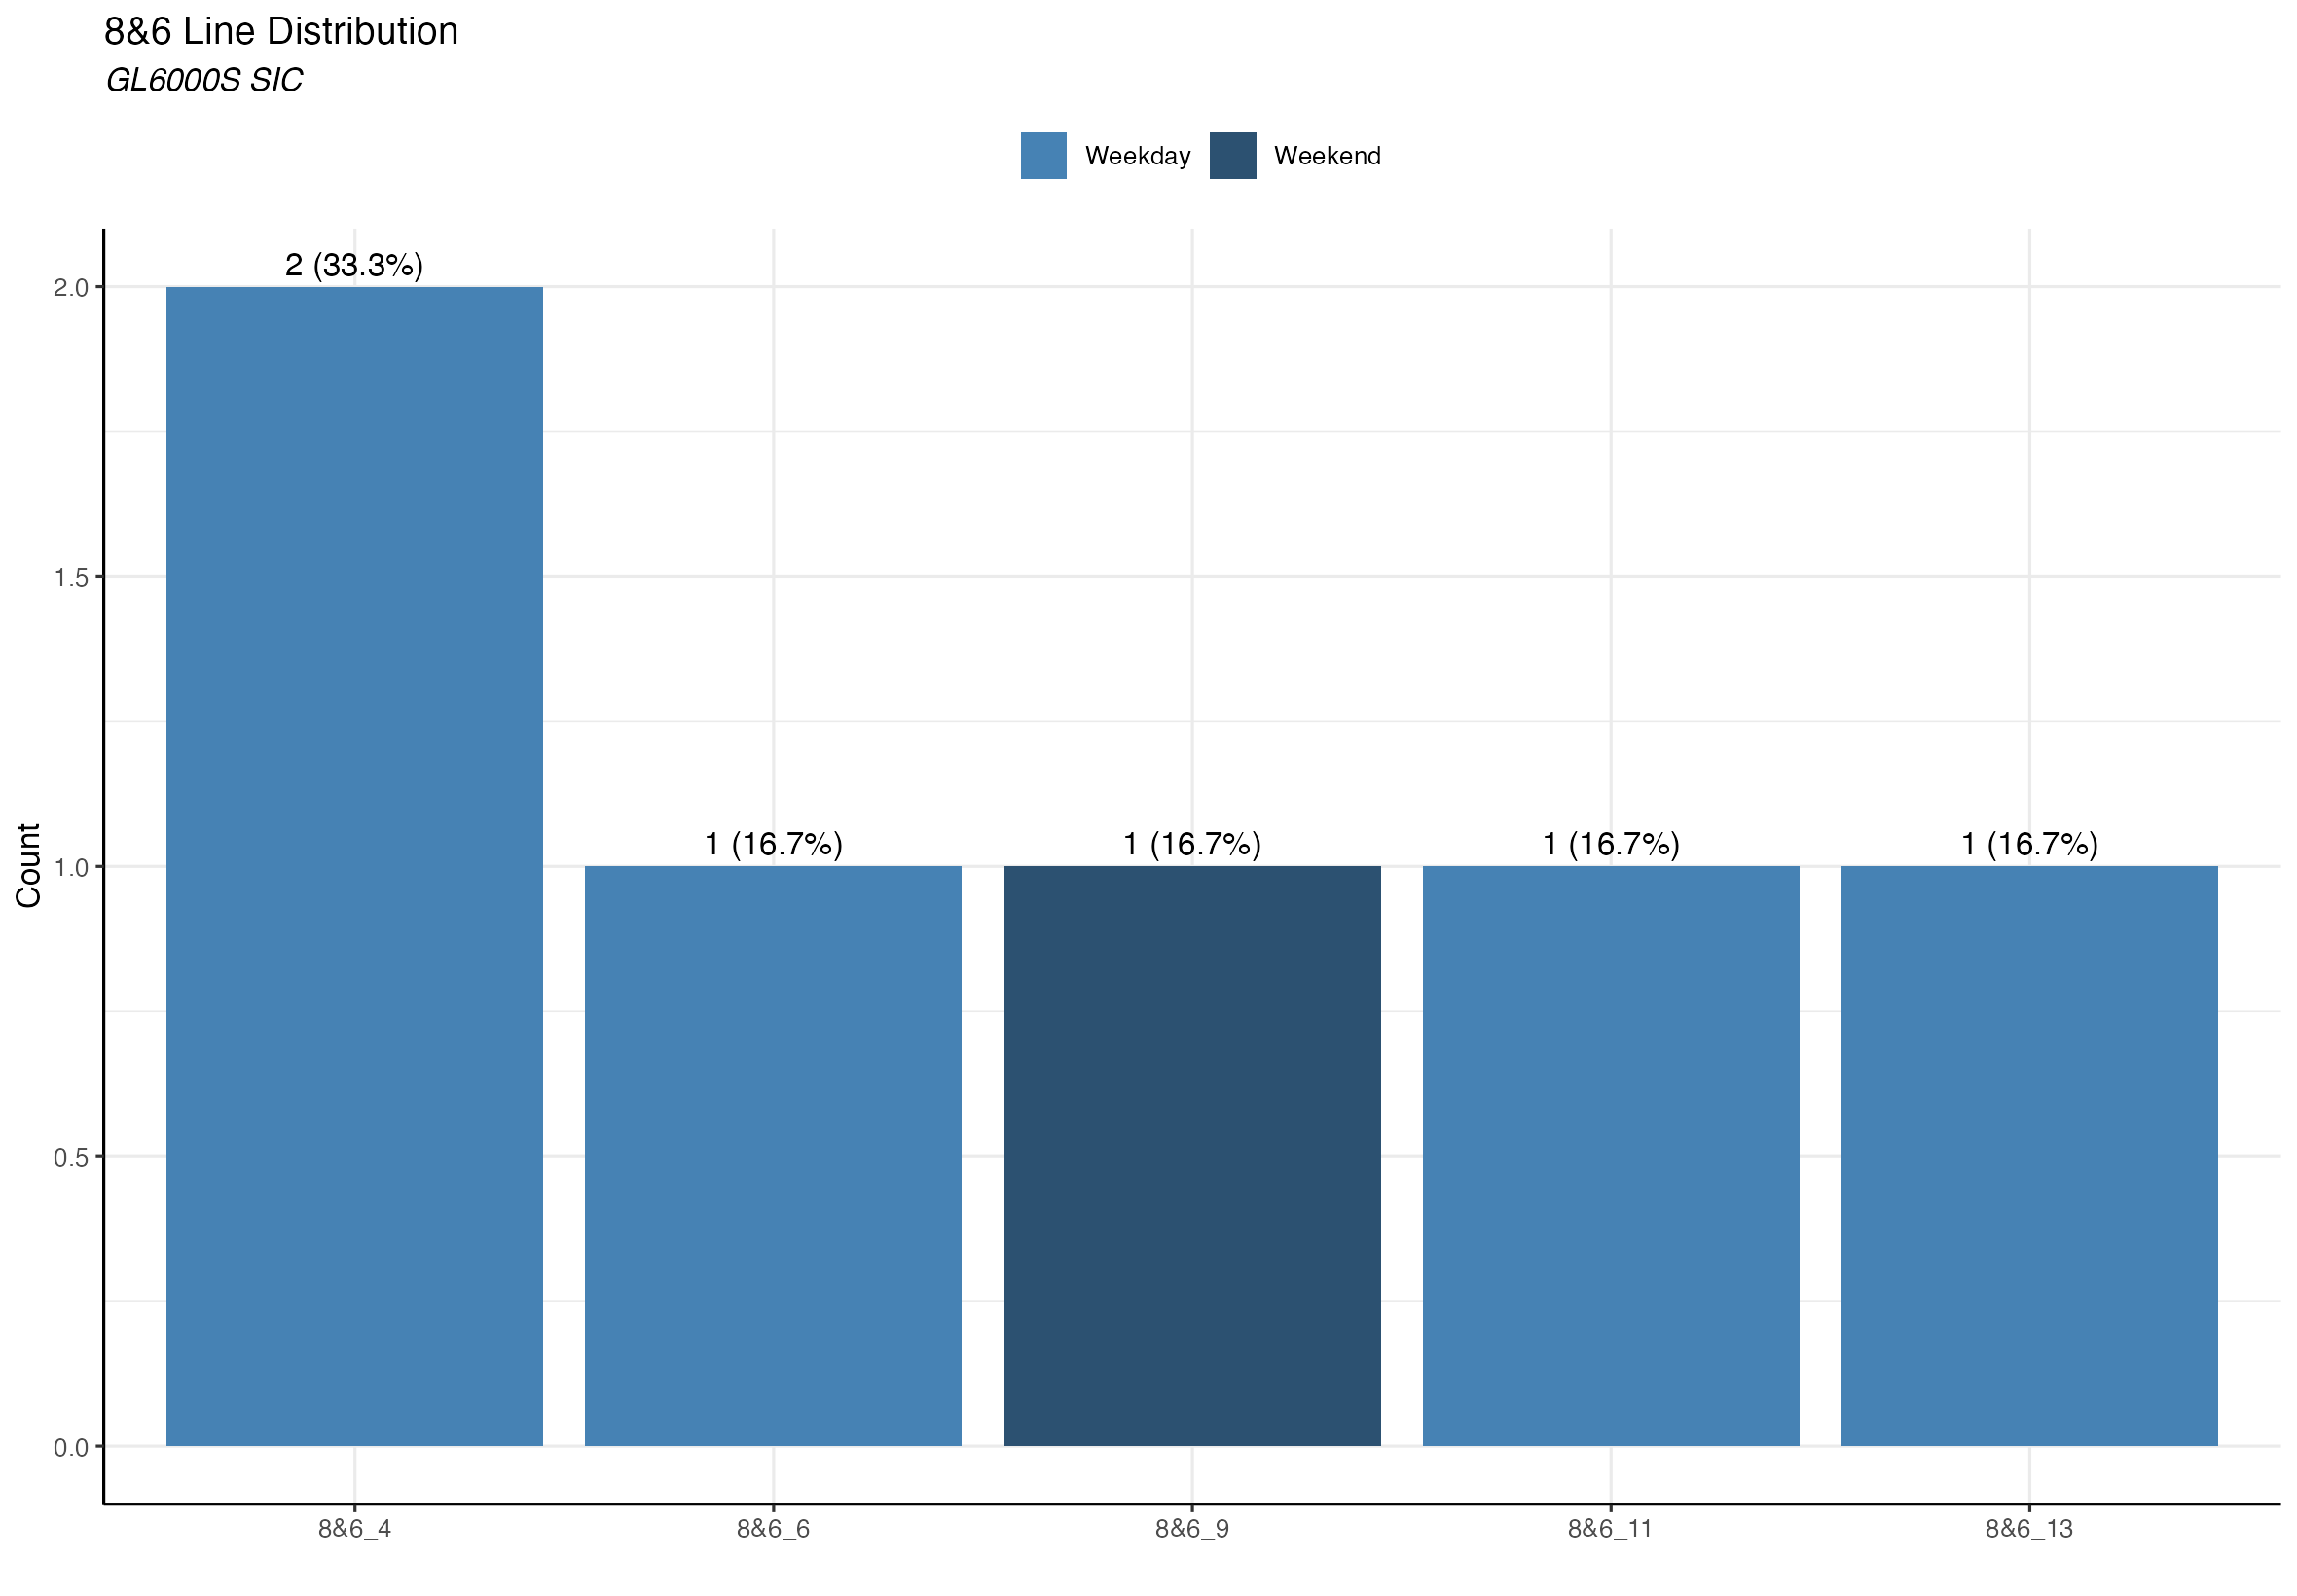 8&6 Line Distribution
GL6000S SIC
Weekday Weekend
2 (33.3%)
2.0
1.5
1 (16.7%) 1 (16.7%) 1 (16.7%) 1 (16.7%)
1.0
Count
0.5
0.0
8&6_4 8&6_6 8&6_9 8&6_11 8&6_13